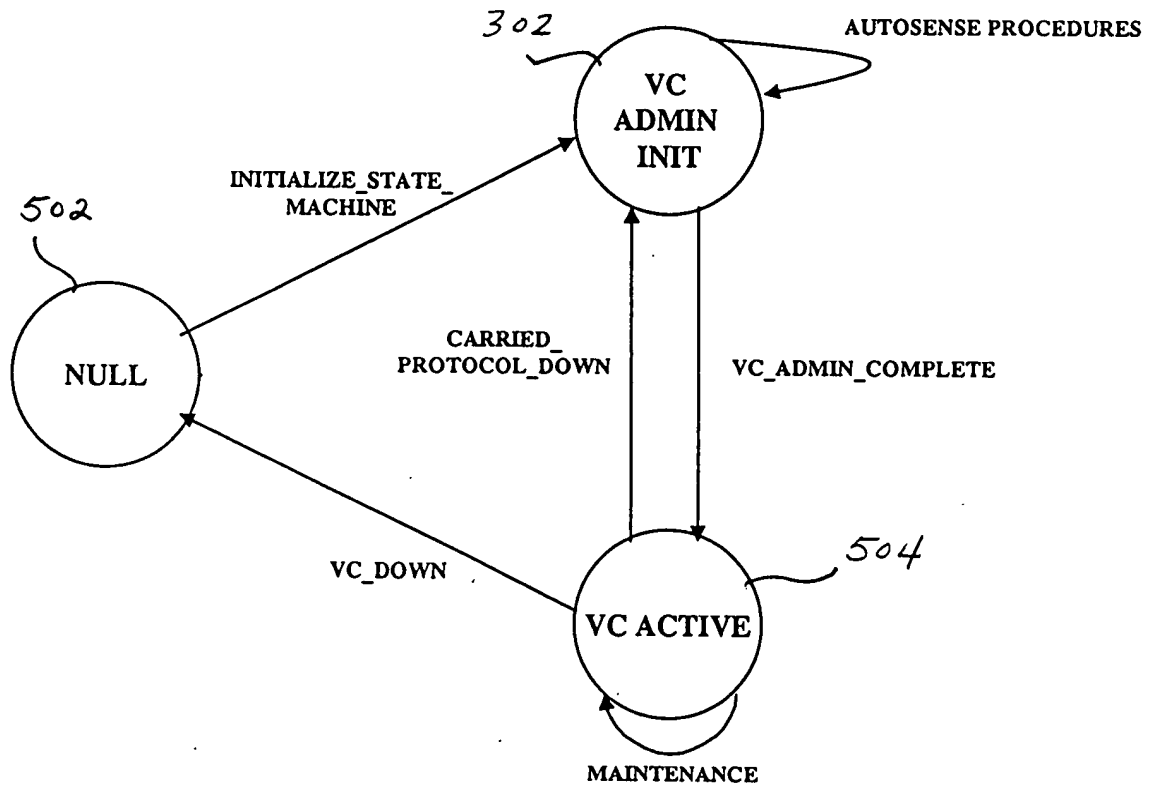 302
AUTOSENSE PROCEDURES
VC
ADMIN
INIT
INITIALIZE_STATE_
MACHINE
502
NULL
CARRIED_
PROTOCOL_DOWN
VC_ADMIN_COMPLETE
VC_DOWN
504
VC ACTIVE
MAINTENANCE